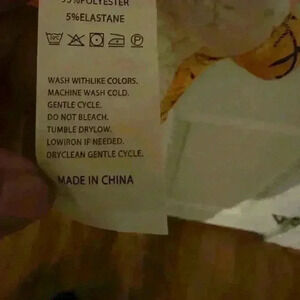 95%POLYESTER
5%ELASTANE
WASH WITHLIKE COLORS.
MACHINE WASH COLD.
GENTLE CYCLE.
DO NOT BLEACH.
TUMBLE DRYLOW.
LOWIRON IF NEEDED.
DRYCLEAN GENTLE CYCLE.
MADE IN CHINA